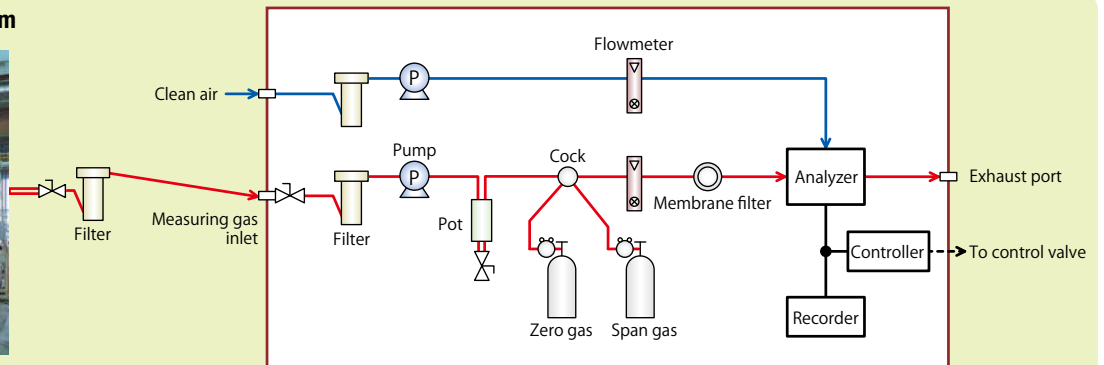 m
Flowmeter
Clean air
P
Pump
P
Cock
Analyzer
Exhaust port
Membrane filter
Measuring gas
inlet
Filter
Filter
Pot
Controller
To control valve
Zero gas
Span gas
Recorder